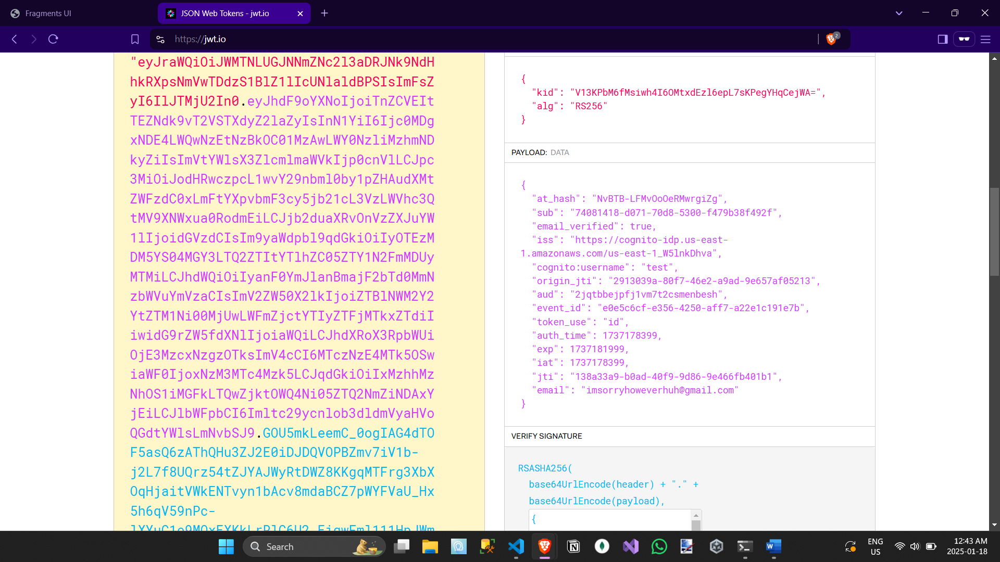 Fragments UI
JSON Web Tokens - jwt.io
https://jwt.io
2
"eyJraWQiOiJWMTNLUGJNNmZNc2l3aDRJNk9NdH
hkRXpsNmVwTDdzS1BlZ1lIcUNlaldBPSIsImFsZ
yI6IlJTMjU2In0.eyJhdF9oYXNoIjoiTnZCVEIt
TEZNdk9vT2VSTXdyZ2laZyIsInN1YiI6Ijc0MDg
xNDE4LWQwNzEtNzBkOC01MzAwLWY0NzliMzhmND
kyZiIsImVtYWlsX3ZlcmlmaWVkIjp0cnVlLCJpc
3MiOiJodHRwczpcL1wvY29nbml0by1pZHAudXMt
ZWFzdC0xLmFtYXpvbmF3cy5jb21cL3VzLWVhc3Q
tMV9XNWxua0RodmEiLCJjb2duaXRvOnVzZXJuYW
1lIjoidGVzdCIsIm9yaWdpbl9qdGkiOiIyOTEzM
DM5YS04MGY3LTQ2ZTItYTlhZC05ZTY1N2FmMDUy
MTMiLCJhdWQiOiIyanF0YmJlanBmajF2bTd0MmN
zbWVuYmVzaCIsImV2ZW50X2lkIjoiZTBlNWM2Y2
YtZTM1Ni00MjUwLWFmZjctYTIyZTFjMTkxZTdiI
iwidG9rZW5fdXNlIjoiaWQiLCJhdXRoX3RpbWUi
OjE3MzcxNzgzOTksImV4cCI6MTczNzE4MTk5OSw
iaWF0IjoxNzM3MTc4Mzk5LCJqdGkiOiIxMzhhMz
NhOS1iMGFkLTQwZjktOWQ4Ni05ZTQ2NmZiNDAxY
jEiLCJlbWFpbCI6Imltc29ycnlob3dldmVyaHVo
QGdtYWlsLmNvbSJ9.GOU5mkLeemC_0ogIAG4dTO
F5asQ6zAThQHu3ZJ2E0iDJDQVOPBZmv7iV1b-
j2L7f8UQrz54tZJYAJWyRtDWZ8KKgqMTFrg3XbX
OqHjaitVWkENTvyn1bAcv8mdaBCZ7pWYFVaU_Hx
5h6qV59nPc-
{
"kid": "V13KPbM6fMsiwh4I6OMtxdEzl6epL7sKPegYHqCejWA=",
"alg": "RS256"
}
PAYLOAD: DATA
{
"at_hash": "NvBTB-LFMvOoOeRMwrgiZg",
"sub": "74081418-d071-70d8-5300-f479b38f492f",
"email_verified": true,
"iss": "https://cognito-idp.us-east-
1.amazonaws.com/us-east-1_W5lnkDhva",
"cognito:username": "test",
"origin_jti": "2913039a-80f7-46e2-a9ad-9e657af05213",
"aud": "2jqtbbejpfj1vm7t2csmenbesh",
"event_id": "e0e5c6cf-e356-4250-aff7-a22e1c191e7b",
"token_use": "id",
"auth_time": 1737178399,
"exp": 1737181999,
"iat": 1737178399,
"jti": "138a33a9-b0ad-40f9-9d86-9e466fb401b1",
"email": "imsorryhoweverhuh@gmail.com"
}
VERIFY SIGNATURE
RSASHA256(
base64UrlEncode(header) + "." +
base64UrlEncode(payload),
{
Search
ENG
US
12:43 AM
2025-01-18